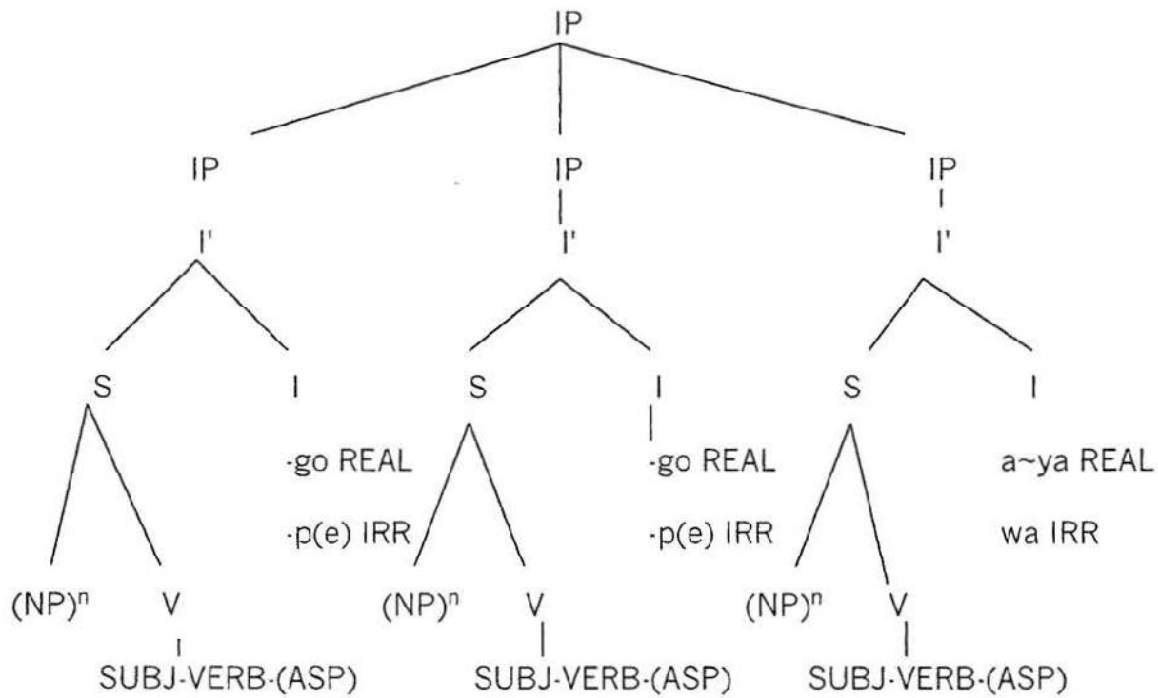 IP
IP IP IP
I' I' I'
S I S I S I
-go REAL -go REAL a~ya REAL
-p(e) IRR -p(e) IRR wa IRR
(NP)ⁿ V (NP)ⁿ V (NP)ⁿ V
SUBJ-VERB-(ASP) SUBJ-VERB-(ASP) SUBJ-VERB-(ASP)